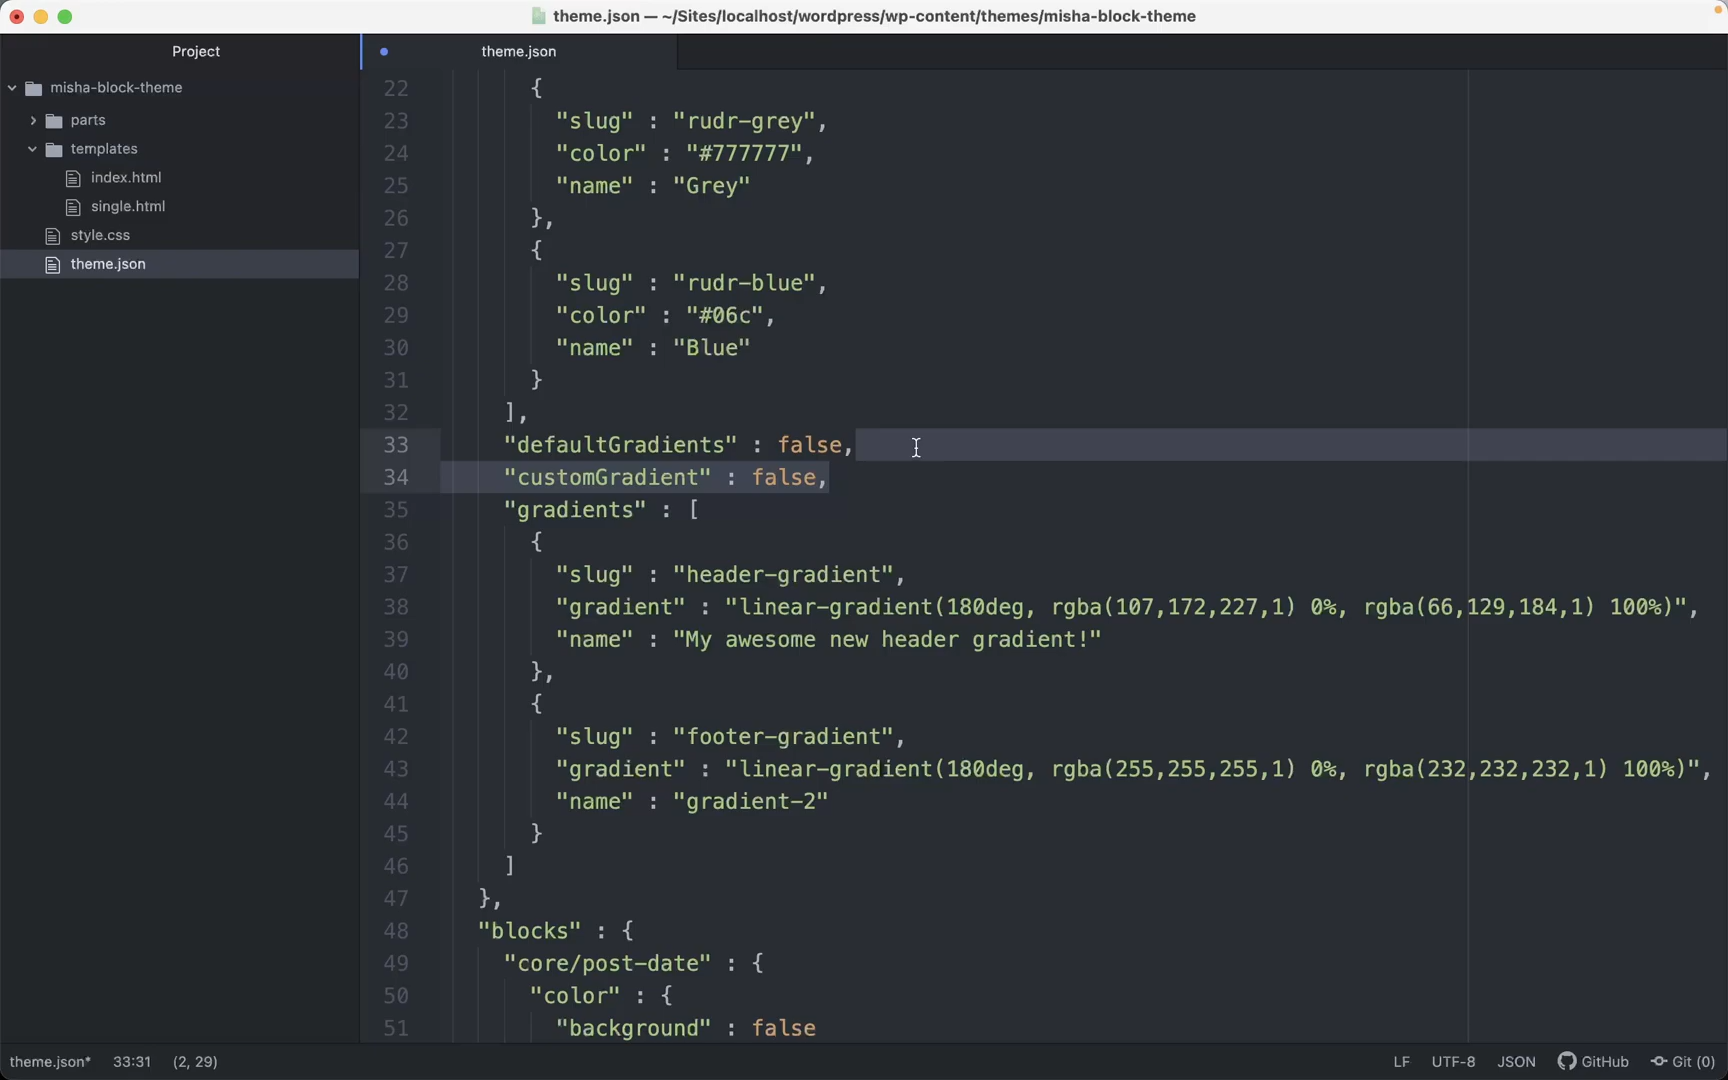 theme.json — ~/Sites/localhost/wordpress/wp-content/themes/misha-block-theme
Project
theme.json
misha-block-theme
parts
templates
index.html
single.html
style.css
theme.json
22 {
23 "slug" : "rudr-grey",
24 "color" : "#777777",
25 "name" : "Grey"
26 },
27 {
28 "slug" : "rudr-blue",
29 "color" : "#06c",
30 "name" : "Blue"
31 }
32 ],
33 "defaultGradients" : false,
34 "customGradient" : false,
35 "gradients" : [
36 {
37 "slug" : "header-gradient",
38 "gradient" : "linear-gradient(180deg, rgba(107,172,227,1) 0%, rgba(66,129,184,1) 100%)",
39 "name" : "My awesome new header gradient!"
40 },
41 {
42 "slug" : "footer-gradient",
43 "gradient" : "linear-gradient(180deg, rgba(255,255,255,1) 0%, rgba(232,232,232,1) 100%)",
44 "name" : "gradient-2"
45 }
46 ]
47 },
48 "blocks" : {
49 "core/post-date" : {
50 "color" : {
51 "background" : false
theme.json* 33:31 (2, 29) LF UTF-8 JSON GitHub Git (0)